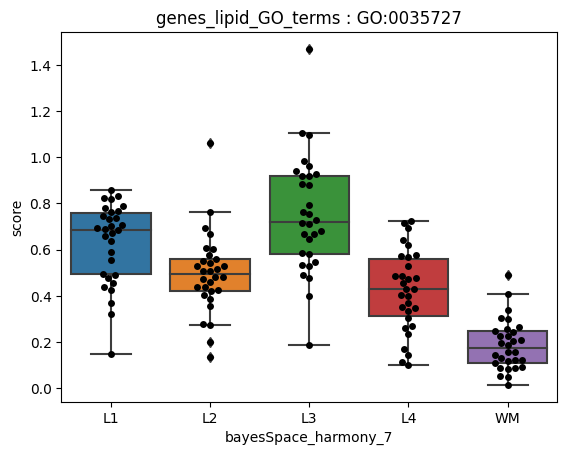 genes_lipid_GO_terms : GO:0035727
score
1.4
1.2
1.0
0.8
0.6
0.4
0.2
0.0
L1 L2 L3 L4 WM
bayesSpace_harmony_7